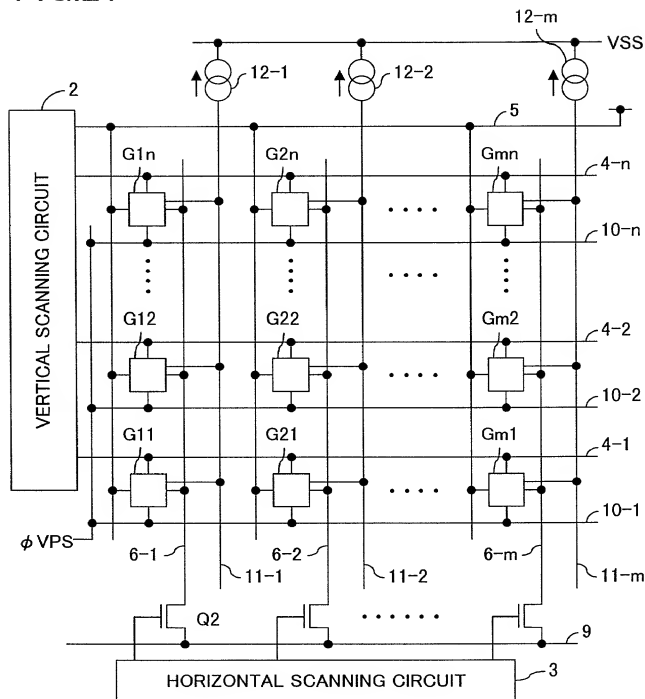 12-m
VSS
12-1
12-2
2
5
G1n
G2n
Gmn
4-n
10-n
VERTICAL SCANNING CIRCUIT
G12
G22
Gm2
4-2
10-2
G11
G21
Gm1
4-1
10-1
φVPS
6-1
6-2
6-m
11-1
11-2
11-m
Q2
9
HORIZONTAL SCANNING CIRCUIT
3